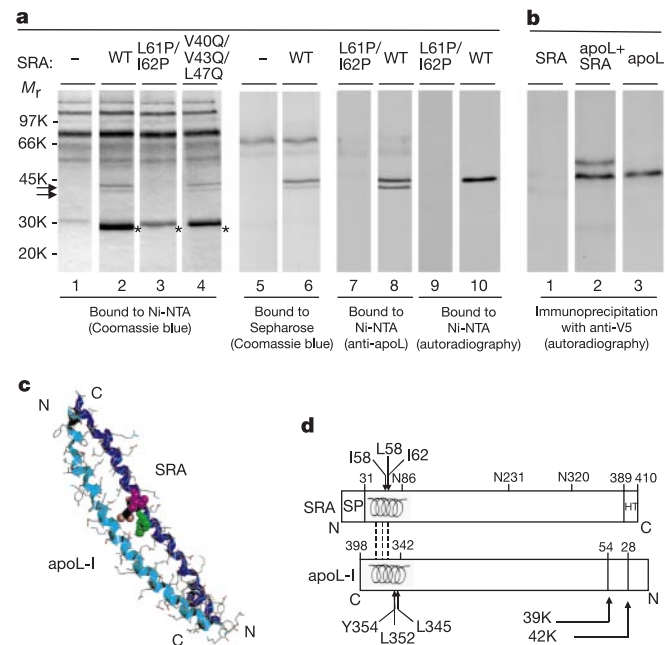 a
SRA:
–
WT
L61P/
I62P
V40Q/
V43Q/
L47Q
–
WT
L61P/
I62P
WT
L61P/
I62P
WT
Mr
97K
66K
45K
30K
20K
*
*
*
1 2 3 4 5 6 7 8 9 10
Bound to Ni-NTA
(Coomassie blue)
Bound to
Sepharose
(Coomassie blue)
Bound to
Ni-NTA
(anti-apoL)
Bound to
Ni-NTA
(autoradiography)
b
SRA
apoL+
SRA
apoL
1 2 3
Immunoprecipitation
with anti-V5
(autoradiography)
c
N
C
SRA
apoL-I
C
N
d
L58
I58 I62
31 N86 N231 N320 389 410
SRA SP HT
N C
398 342 54 28
apoL-I
C N
Y354 L345
L352
39K
42K